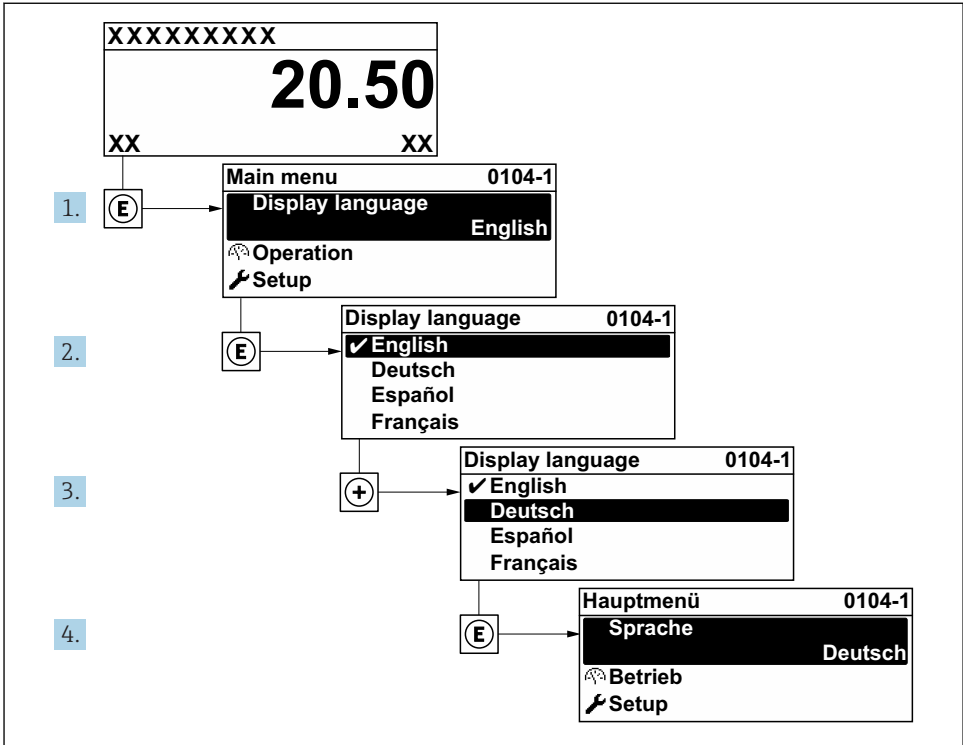 XXXXXXXXX
20.50
XX XX
Main menu 0104-1
1. E
Display language
English
Operation
Setup
Display language 0104-1
2. E
✔ English
Deutsch
Español
Français
Display language 0104-1
3. +
✔ English
Deutsch
Español
Français
Hauptmenü 0104-1
4. E
Sprache
Deutsch
Betrieb
Setup